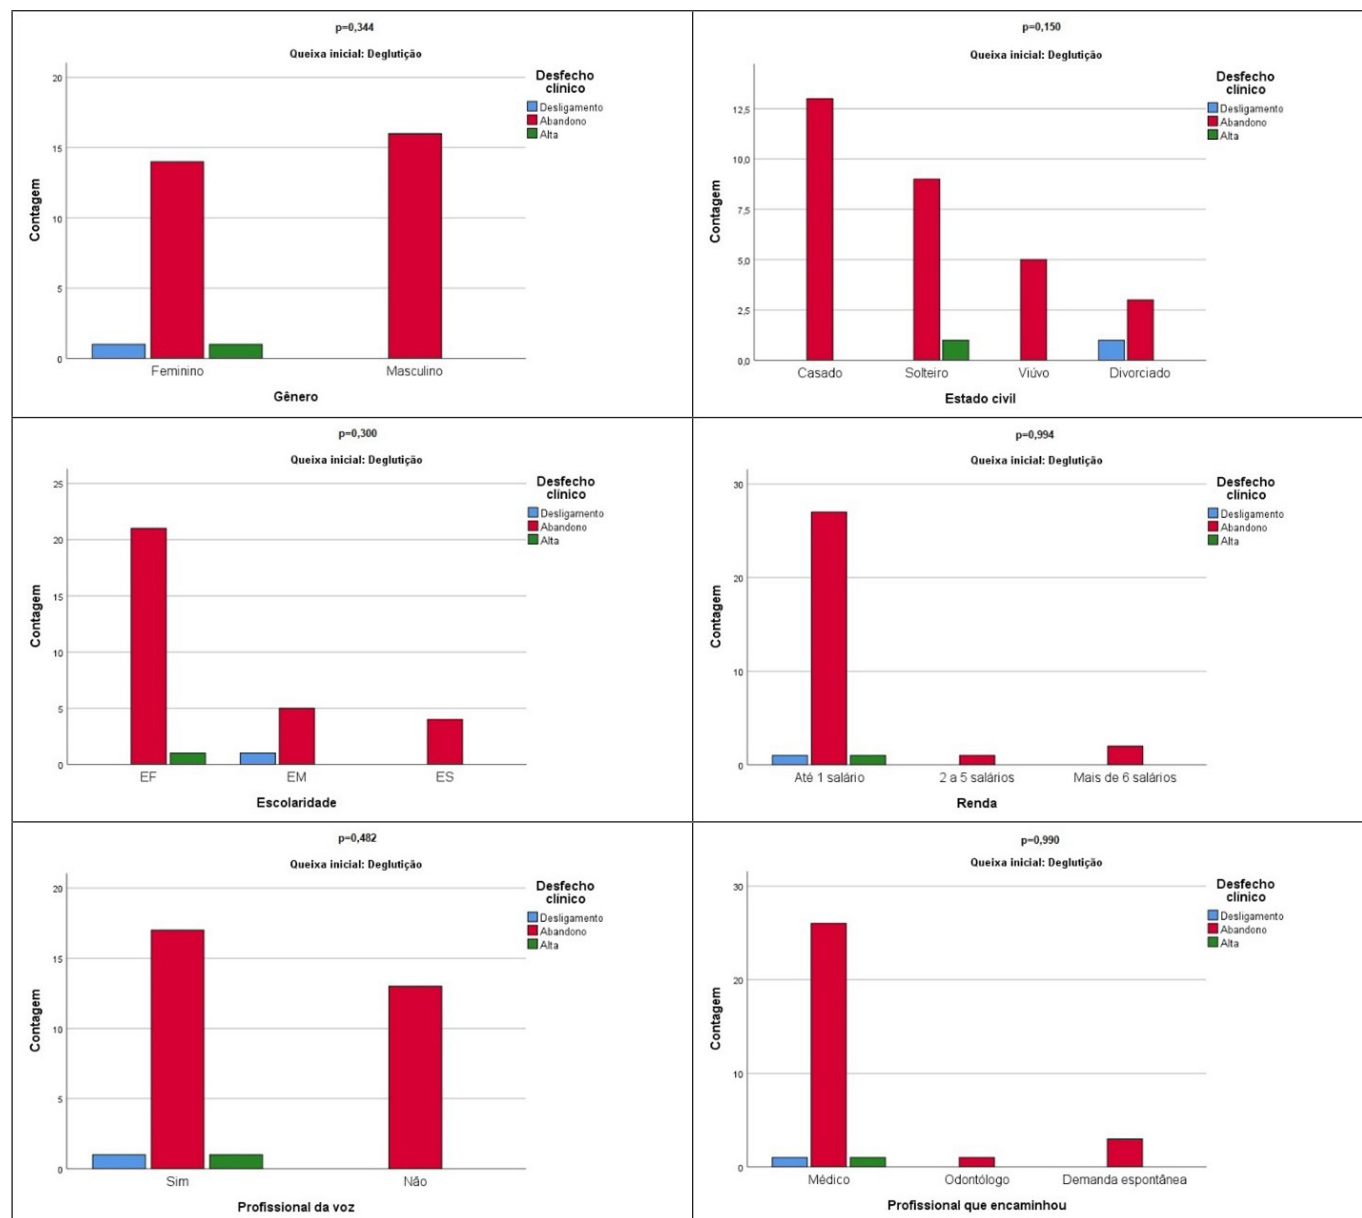 p=0,344
Queixa inicial: Deglutição
Desfecho
clínico
Desligamento
Abandono
Alta
Contagem
20
15
10
5
0
Feminino
Masculino
Gênero
p=0,150
Queixa inicial: Deglutição
Desfecho
clínico
Desligamento
Abandono
Alta
Contagem
12,5
10,0
7,5
5,0
2,5
0,0
Casado
Solteiro
Viúvo
Divorciado
Estado civil
p=0,300
Queixa inicial: Deglutição
Desfecho
clínico
Desligamento
Abandono
Alta
Contagem
25
20
15
10
5
0
EF
EM
ES
Escolaridade
p=0,994
Queixa inicial: Deglutição
Desfecho
clínico
Desligamento
Abandono
Alta
Contagem
30
20
10
0
Até 1 salário
2 a 5 salários
Mais de 6 salários
Renda
p=0,482
Queixa inicial: Deglutição
Desfecho
clínico
Desligamento
Abandono
Alta
Contagem
20
15
10
5
0
Sim
Não
Profissional da voz
p=0,990
Queixa inicial: Deglutição
Desfecho
clínico
Desligamento
Abandono
Alta
Contagem
30
20
10
0
Médico
Odontólogo
Demanda espontânea
Profissional que encaminhou